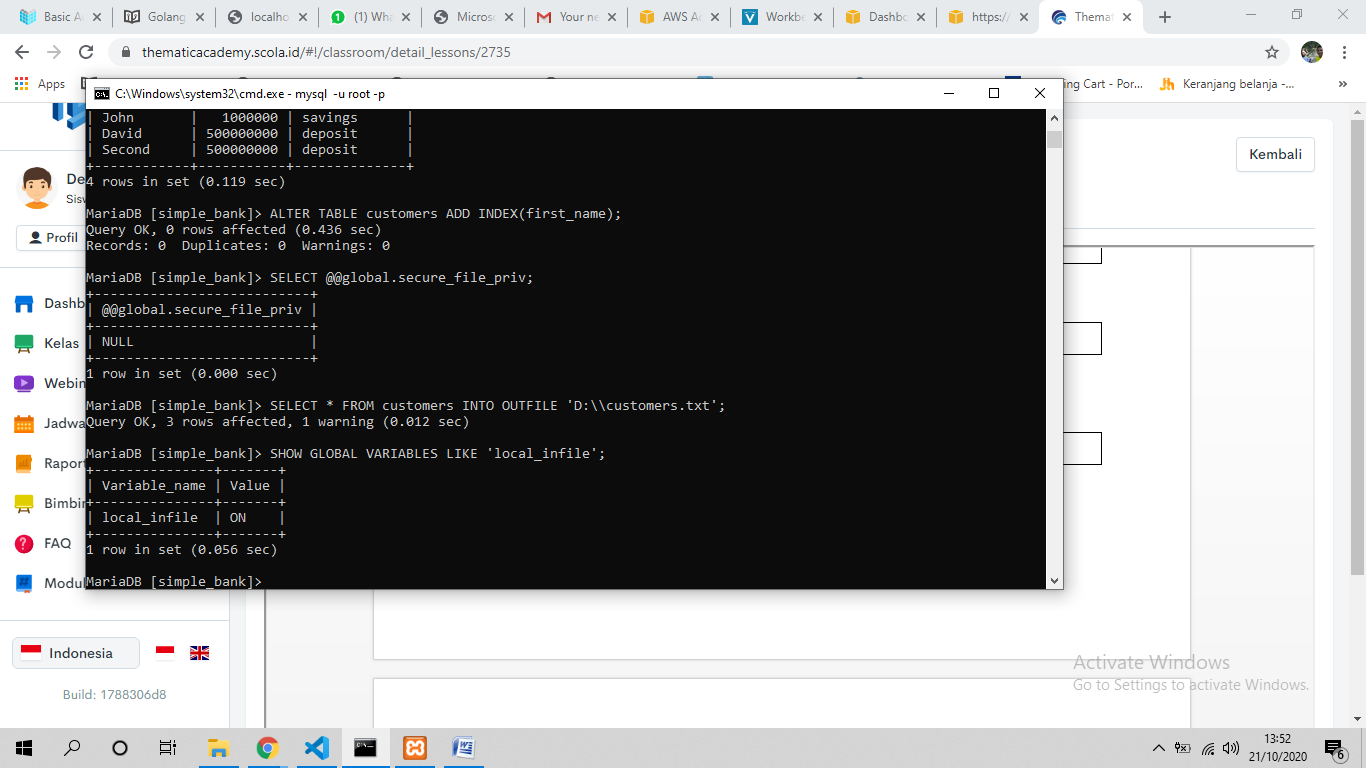 Basic A
Golang
localho
(1) Wha
Micros
Your ne
AWS Ac
Workb
Dashbo
https://
Themat
thematicacademy.scola.id/#!/classroom/detail_lessons/2735
Apps
ing Cart - Por...
Keranjang belanja -...
»
C:\Windows\system32\cmd.exe - mysql -u root -p
| John | 1000000 | savings |
| David | 500000000 | deposit |
| Second | 500000000 | deposit |
+------------+-----------+--------------+
4 rows in set (0.119 sec)
MariaDB [simple_bank]> ALTER TABLE customers ADD INDEX(first_name);
Query OK, 0 rows affected (0.436 sec)
Records: 0 Duplicates: 0 Warnings: 0
MariaDB [simple_bank]> SELECT @@global.secure_file_priv;
+---------------------------+
| @@global.secure_file_priv |
+---------------------------+
| NULL |
+---------------------------+
1 row in set (0.000 sec)
MariaDB [simple_bank]> SELECT * FROM customers INTO OUTFILE 'D:\\customers.txt';
Query OK, 3 rows affected, 1 warning (0.012 sec)
MariaDB [simple_bank]> SHOW GLOBAL VARIABLES LIKE 'local_infile';
+---------------+-------+
| Variable_name | Value |
+---------------+-------+
| local_infile | ON |
+---------------+-------+
1 row in set (0.056 sec)
MariaDB [simple_bank]>
De
Sisv
Profil
Dashb
Kelas
Webin
Jadwa
Rapor
Bimbi
FAQ
Modu
Indonesia
Build: 1788306d8
Kembali
Activate Windows
Go to Settings to activate Windows.
13:52
21/10/2020
6